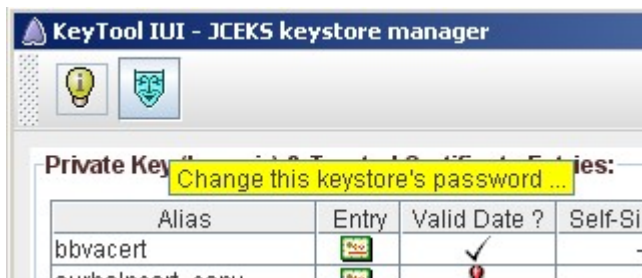 KeyTool IUI - JCEKS keystore manager
Private Key
ies:
Change this keystore's password ...
Alias Entry Valid Date ? Self-Si
bbvacert